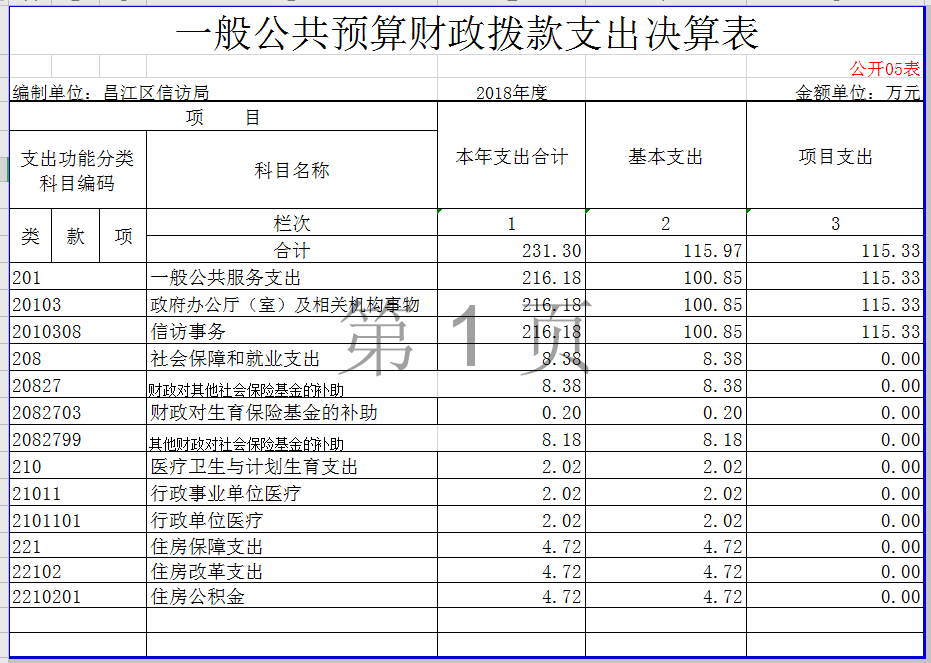 一般公共预算财政拨款支出决算表
公开05表
编制单位：昌江区信访局 2018年度 金额单位：万元
项 目 本年支出合计 基本支出 项目支出
支出功能分类科目编码 科目名称
类 款 项 栏次 1 2 3
合计 231.30 115.97 115.33
201 一般公共服务支出 216.18 100.85 115.33
20103 政府办公厅（室）及相关机构事物 216.18 100.85 115.33
2010308 信访事务 216.18 100.85 115.33
208 社会保障和就业支出 8.38 8.38 0.00
20827 财政对其他社会保险基金的补助 8.38 8.38 0.00
2082703 财政对生育保险基金的补助 0.20 0.20 0.00
2082799 其他财政对社会保险基金的补助 8.18 8.18 0.00
210 医疗卫生与计划生育支出 2.02 2.02 0.00
21011 行政事业单位医疗 2.02 2.02 0.00
2101101 行政单位医疗 2.02 2.02 0.00
221 住房保障支出 4.72 4.72 0.00
22102 住房改革支出 4.72 4.72 0.00
2210201 住房公积金 4.72 4.72 0.00
第 1 页